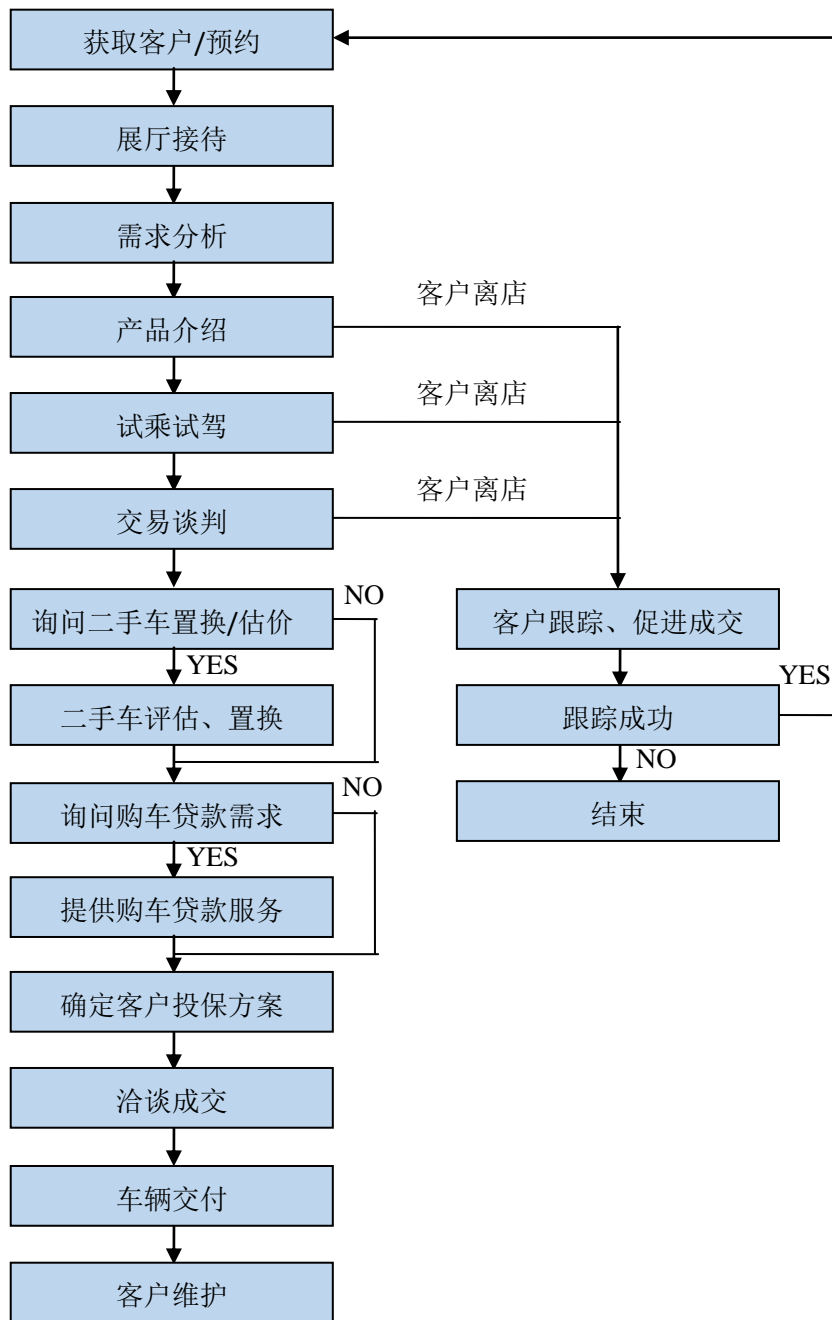 获取客户/预约
展厅接待
需求分析
客户离店
产品介绍
客户离店
试乘试驾
客户离店
交易谈判
NO
询问二手车置换/估价
客户跟踪、促进成交
YES
YES
二手车评估、置换
跟踪成功
NO
NO
询问购车贷款需求
结束
YES
提供购车贷款服务
确定客户投保方案
洽谈成交
车辆交付
客户维护